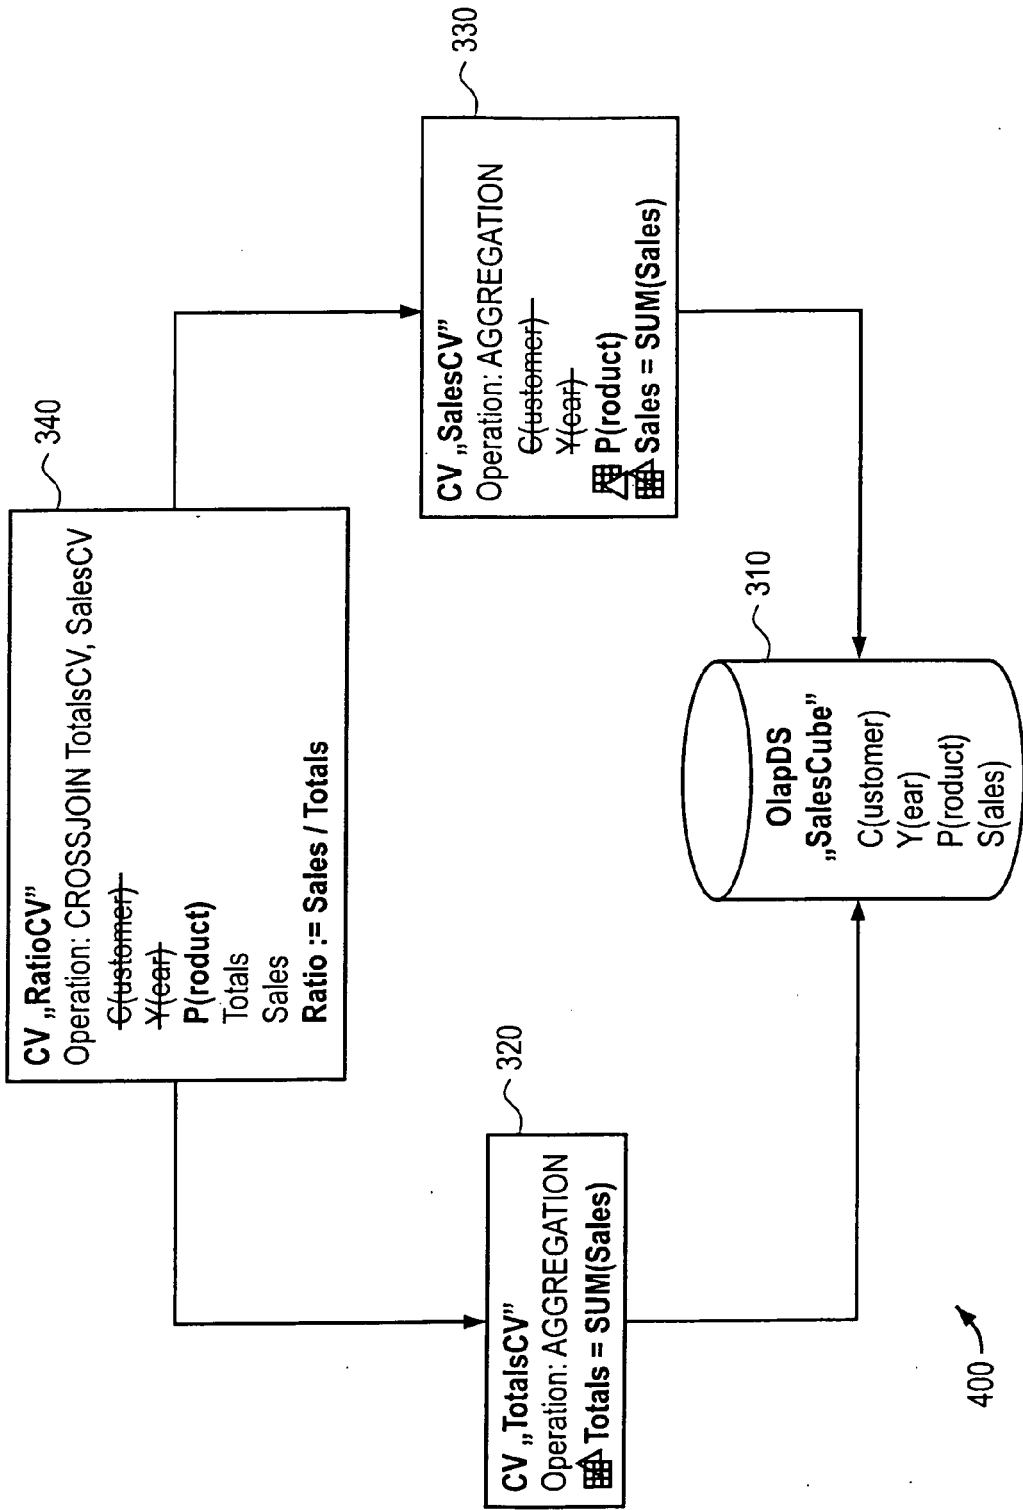 340
CV „RatioCV”
Operation: CROSSJOIN TotalsCV, SalesCV
C(ustomer)
Y(ear)
P(roduct)
Totals
Sales
Ratio := Sales / Totals
320
CV „TotalsCV”
Operation: AGGREGATION
Totals = SUM(Sales)
330
CV „SalesCV”
Operation: AGGREGATION
C(ustomer)
Y(ear)
P(roduct)
Sales = SUM(Sales)
310
OlapDS
„SalesCube”
C(ustomer)
Y(ear)
P(roduct)
S(ales)
400